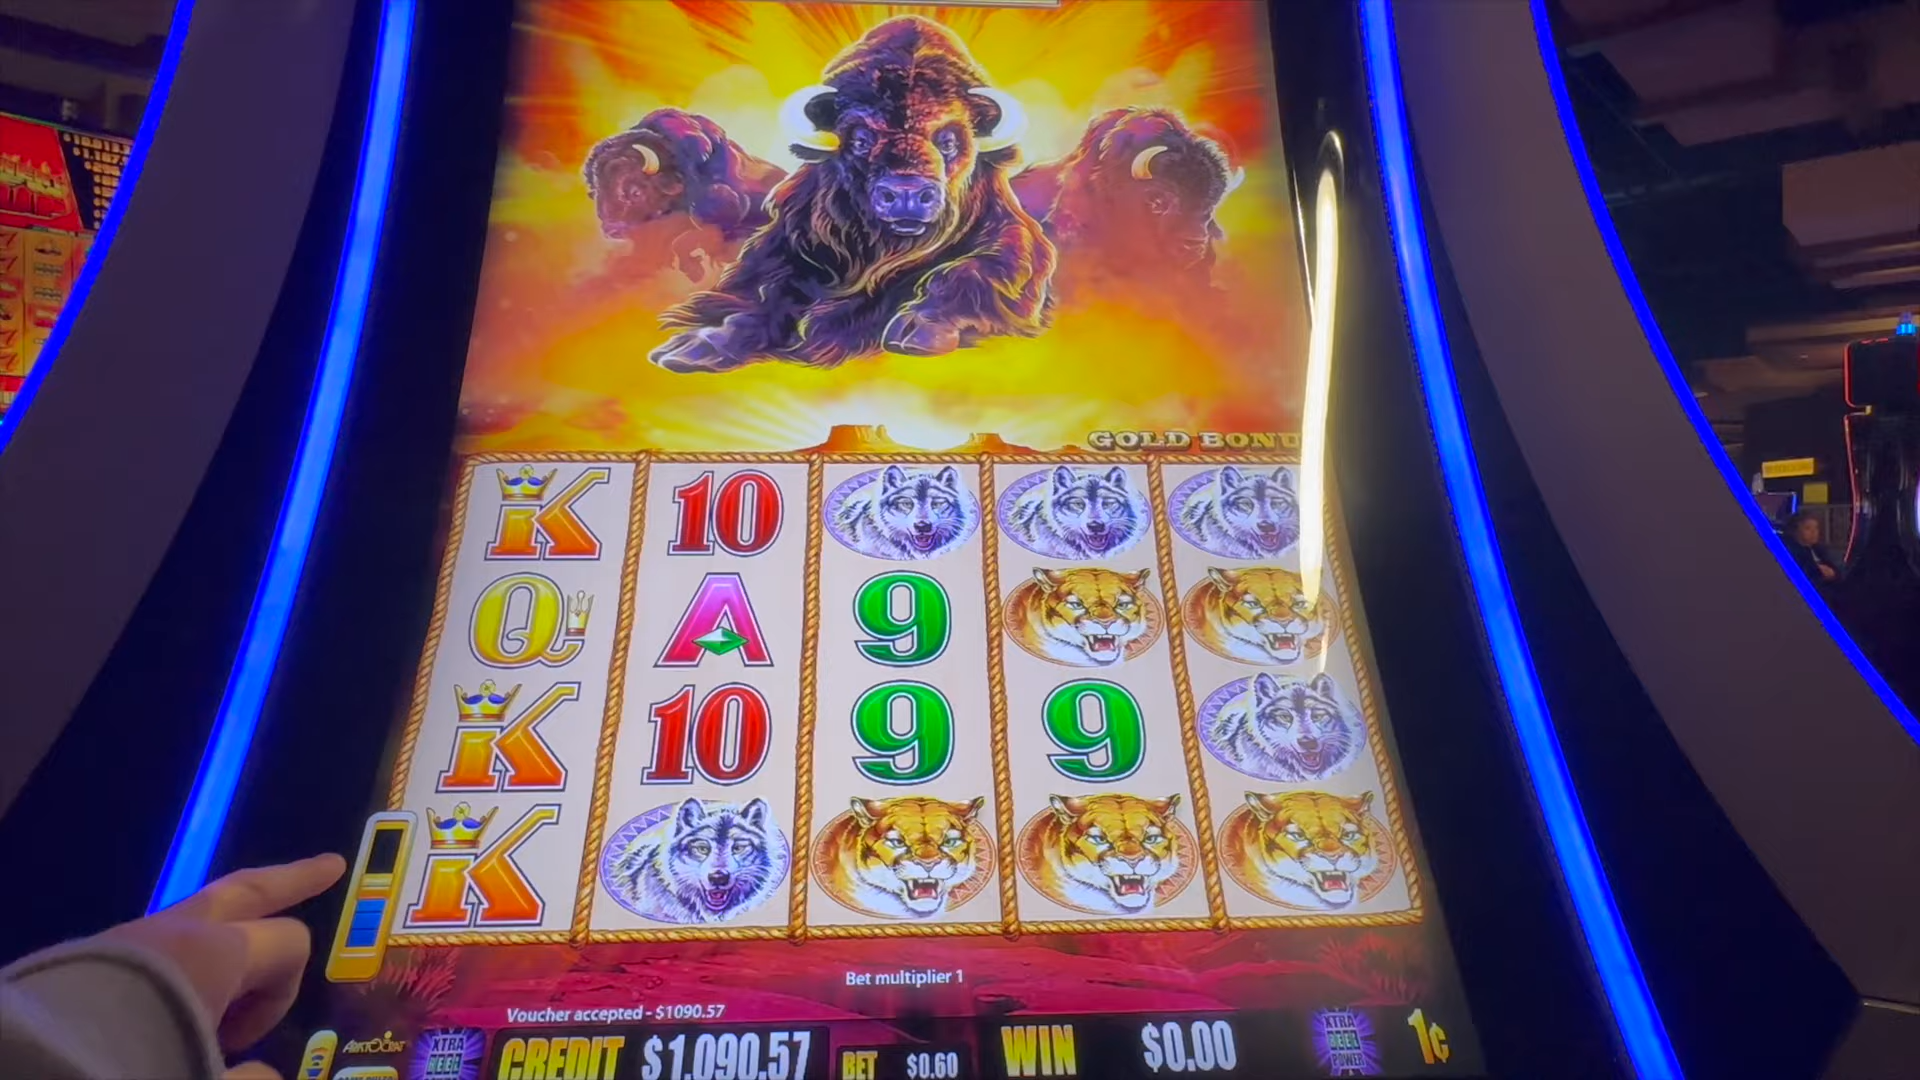 GOLD BONU
K 10
Q A 9
K 10 9 9
K
Bet multiplier 1
Voucher accepted - $1090.57
ARISTOCRAT XTRA REEL CREDIT $1,090.57 BET $0.60 WIN $0.00 XTRA REEL POWER 1¢